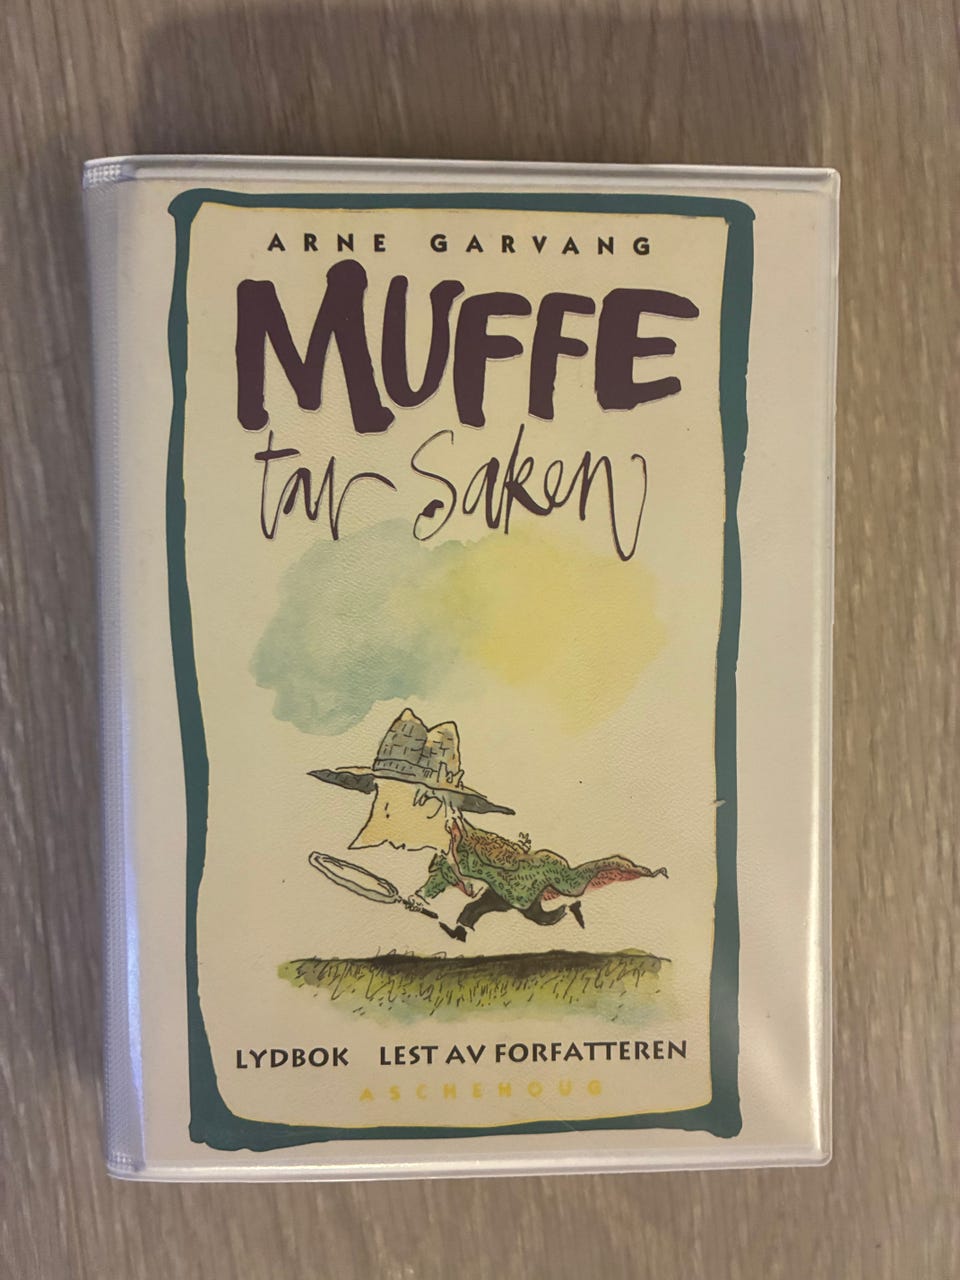 ARNE GARVANG
MUFFE
tar Saken
LYDBOK LEST AV FORFATTEREN
ASCHEHOUG